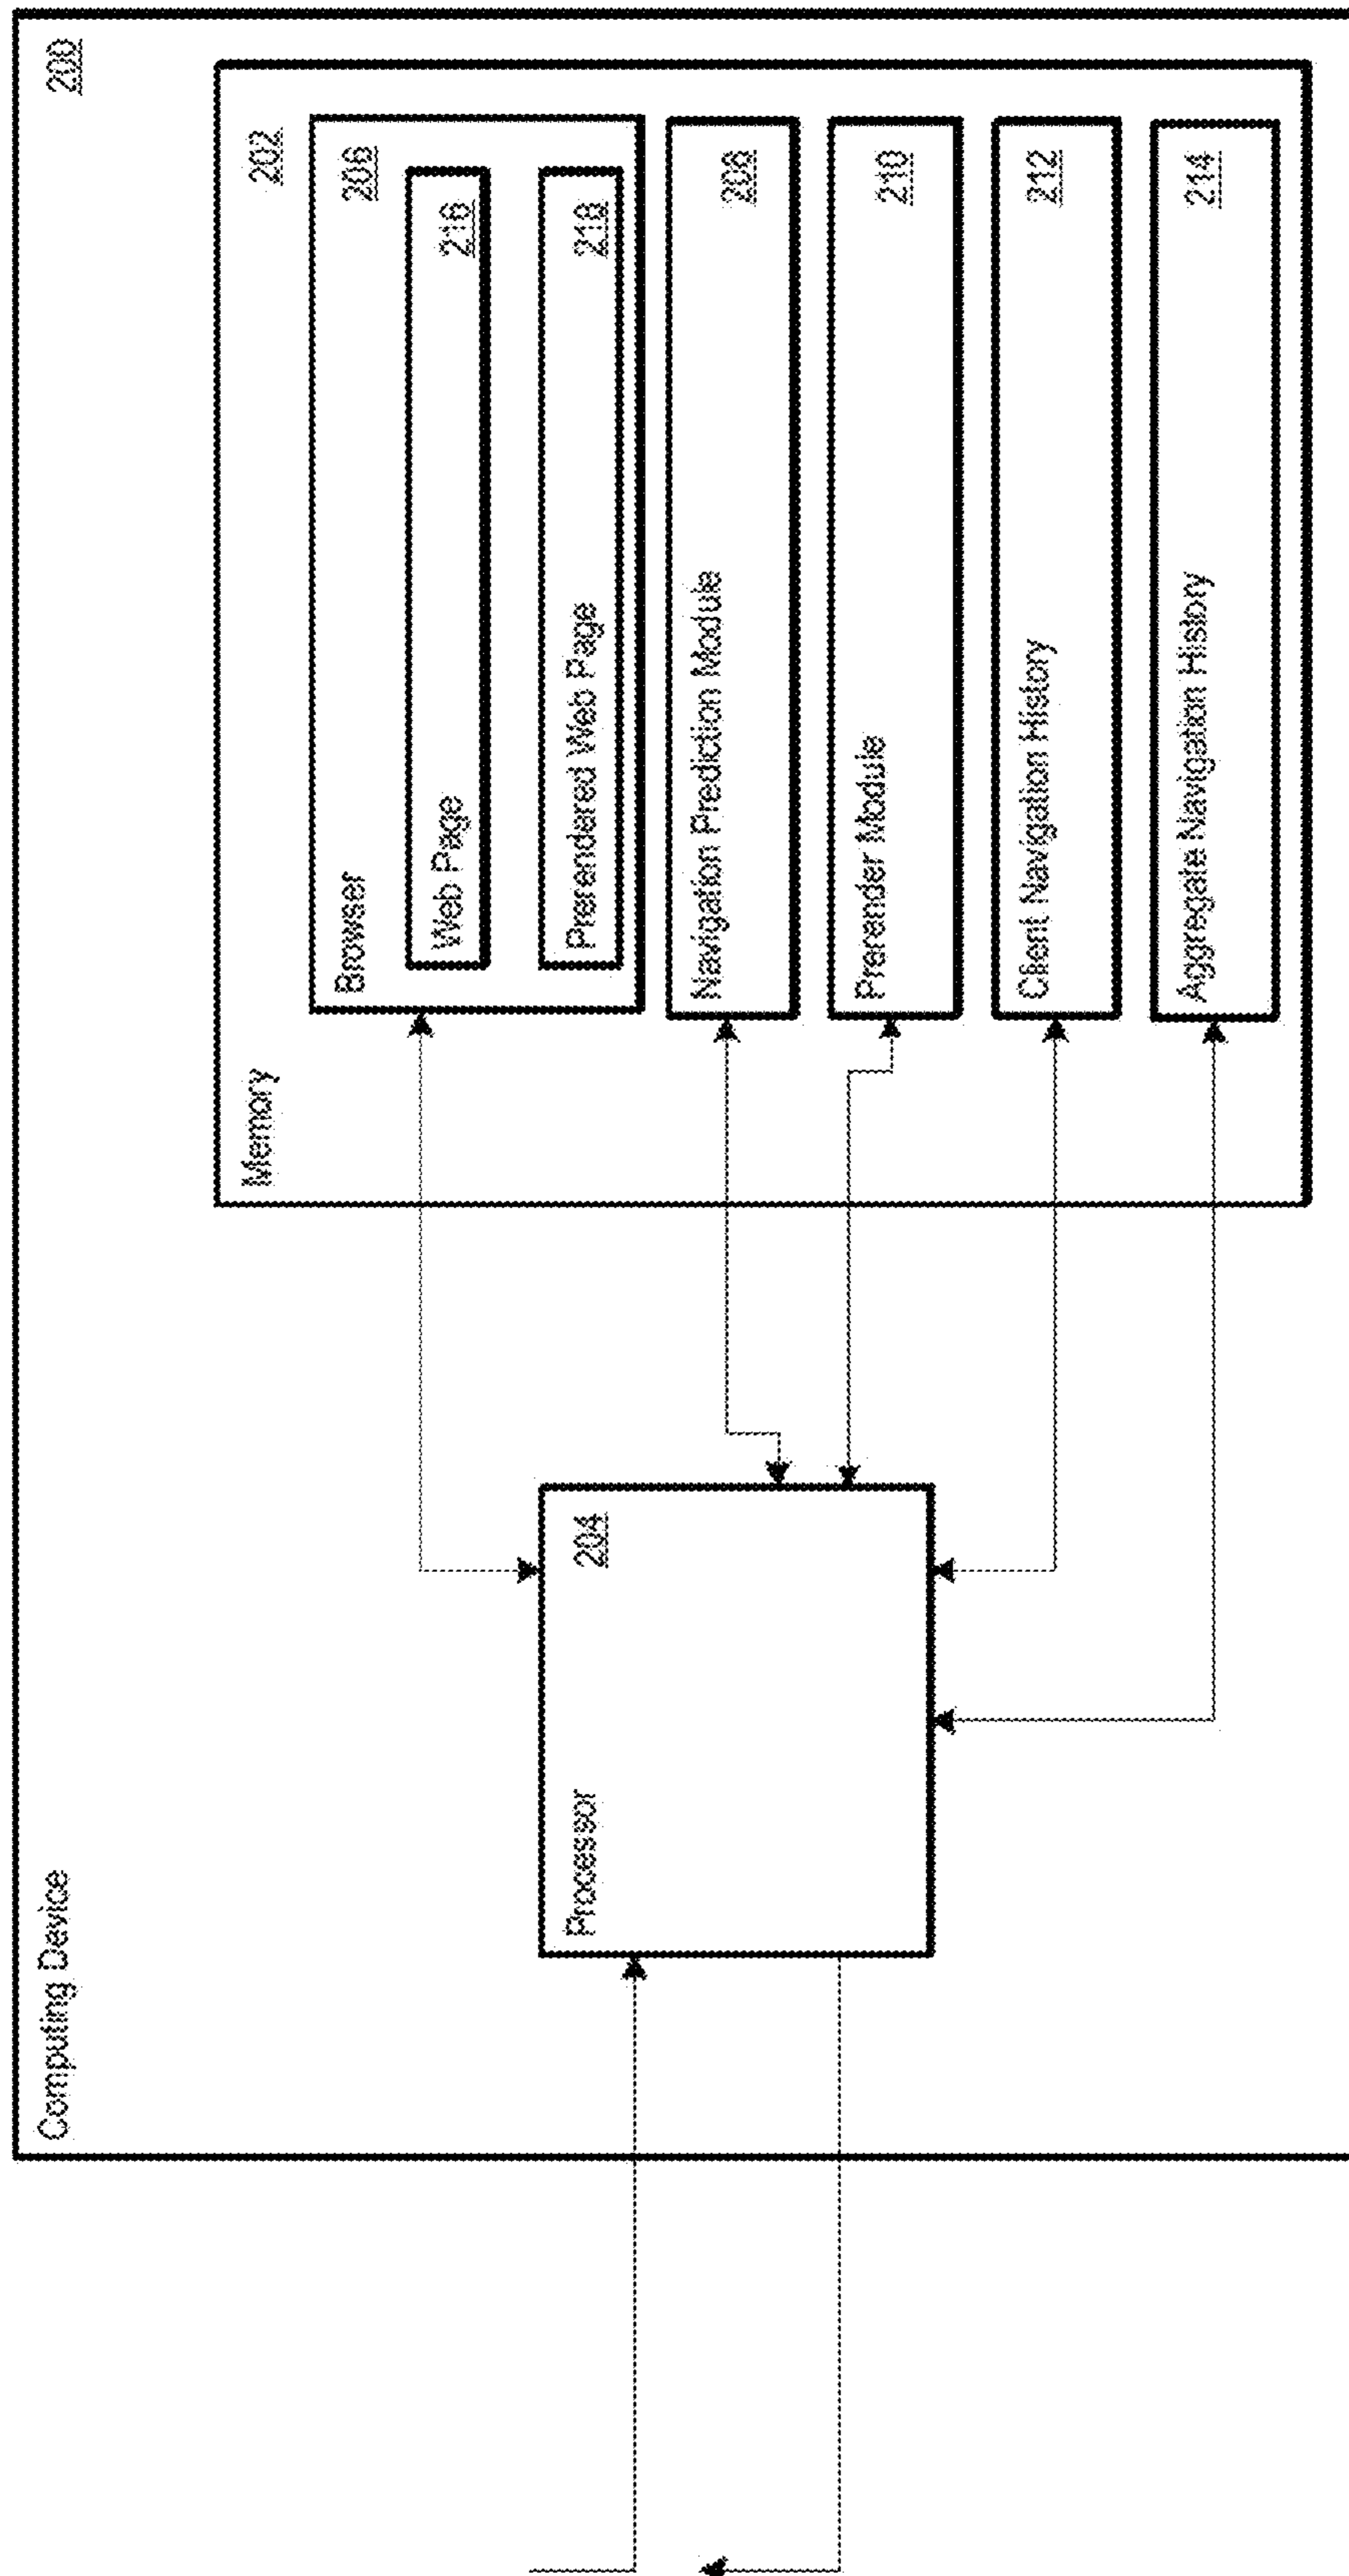 Computing Device 200
Memory 202
Browser 206
Web Page 216
Prerendered Web Page 218
Navigation Prediction Module 208
Prerender Module 210
Client Navigation History 212
Aggregate Navigation History 214
Processor 204